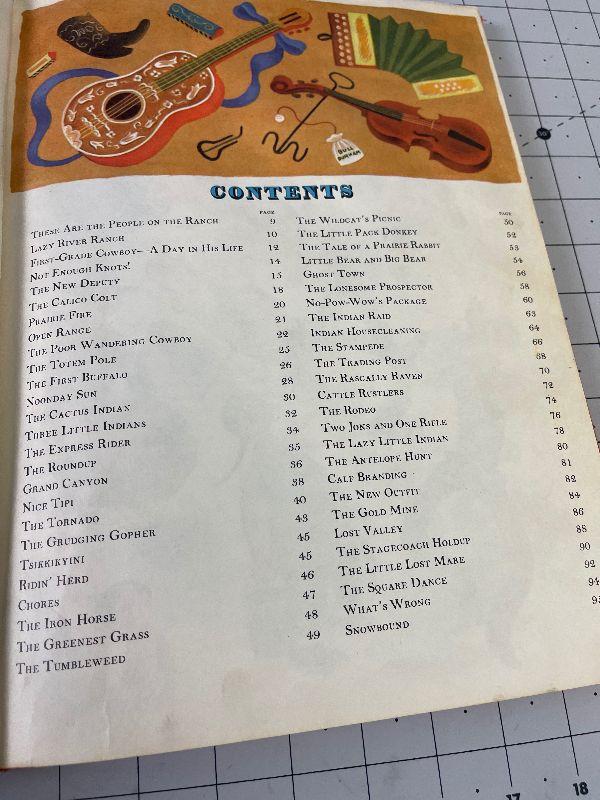 BULL
DURHAM
CONTENTS
PAGE
These Are the People on the Ranch 9
Lazy River Ranch 10
First-Grade Cowboy—A Day in His Life 12
Not Enough Knots! 14
The New Deputy 15
The Calico Colt 18
Prairie Fire 20
Open Range 21
The Poor Wandering Cowboy 22
The Totem Pole 25
The First Buffalo 26
Noonday Sun 28
The Cactus Indian 30
Three Little Indians 32
The Express Rider 34
The Roundup 35
Grand Canyon 36
Nice Tipi 38
The Tornado 40
The Grudging Gopher 43
Tsikkikyini 45
Ridin' Herd 45
Chores 46
The Iron Horse 47
The Greenest Grass 48
The Tumbleweed 49
PAGE
The Wildcat's Picnic 50
The Little Pack Donkey 52
The Tale of a Prairie Rabbit 53
Little Bear and Big Bear 54
Ghost Town 56
The Lonesome Prospector 58
No-Pow-Wow's Package 60
The Indian Raid 63
Indian Housecleaning 64
The Stampede 66
The Trading Post 68
The Rascally Raven 70
Cattle Rustlers 72
The Rodeo 74
Two Jons and One Rifle 76
The Lazy Little Indian 78
The Antelope Hunt 80
Calf Branding 81
The New Outfit 82
The Gold Mine 84
Lost Valley 86
The Stagecoach Holdup 88
The Little Lost Mare 90
The Square Dance 92
What's Wrong 94
Snowbound
17 18